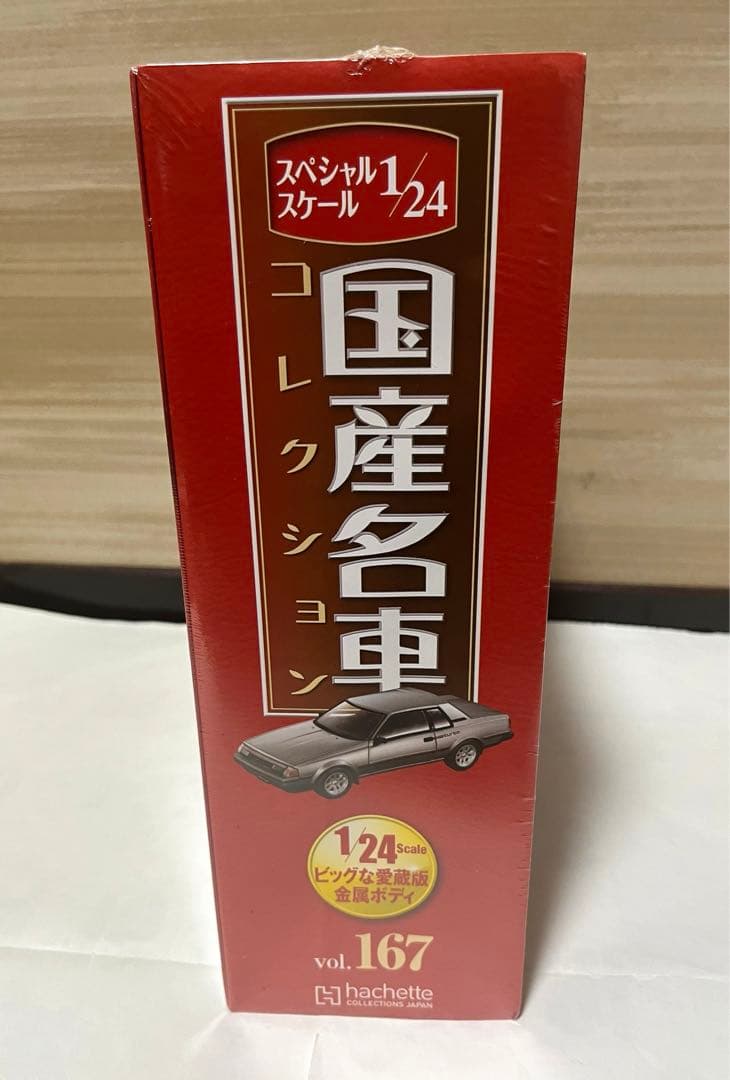 スペシャル
スケール
1/24
国産名車
コレクション
1/24 Scale
ビッグな愛蔵版
金属ボディ
vol. 167
hachette
COLLECTIONS JAPAN